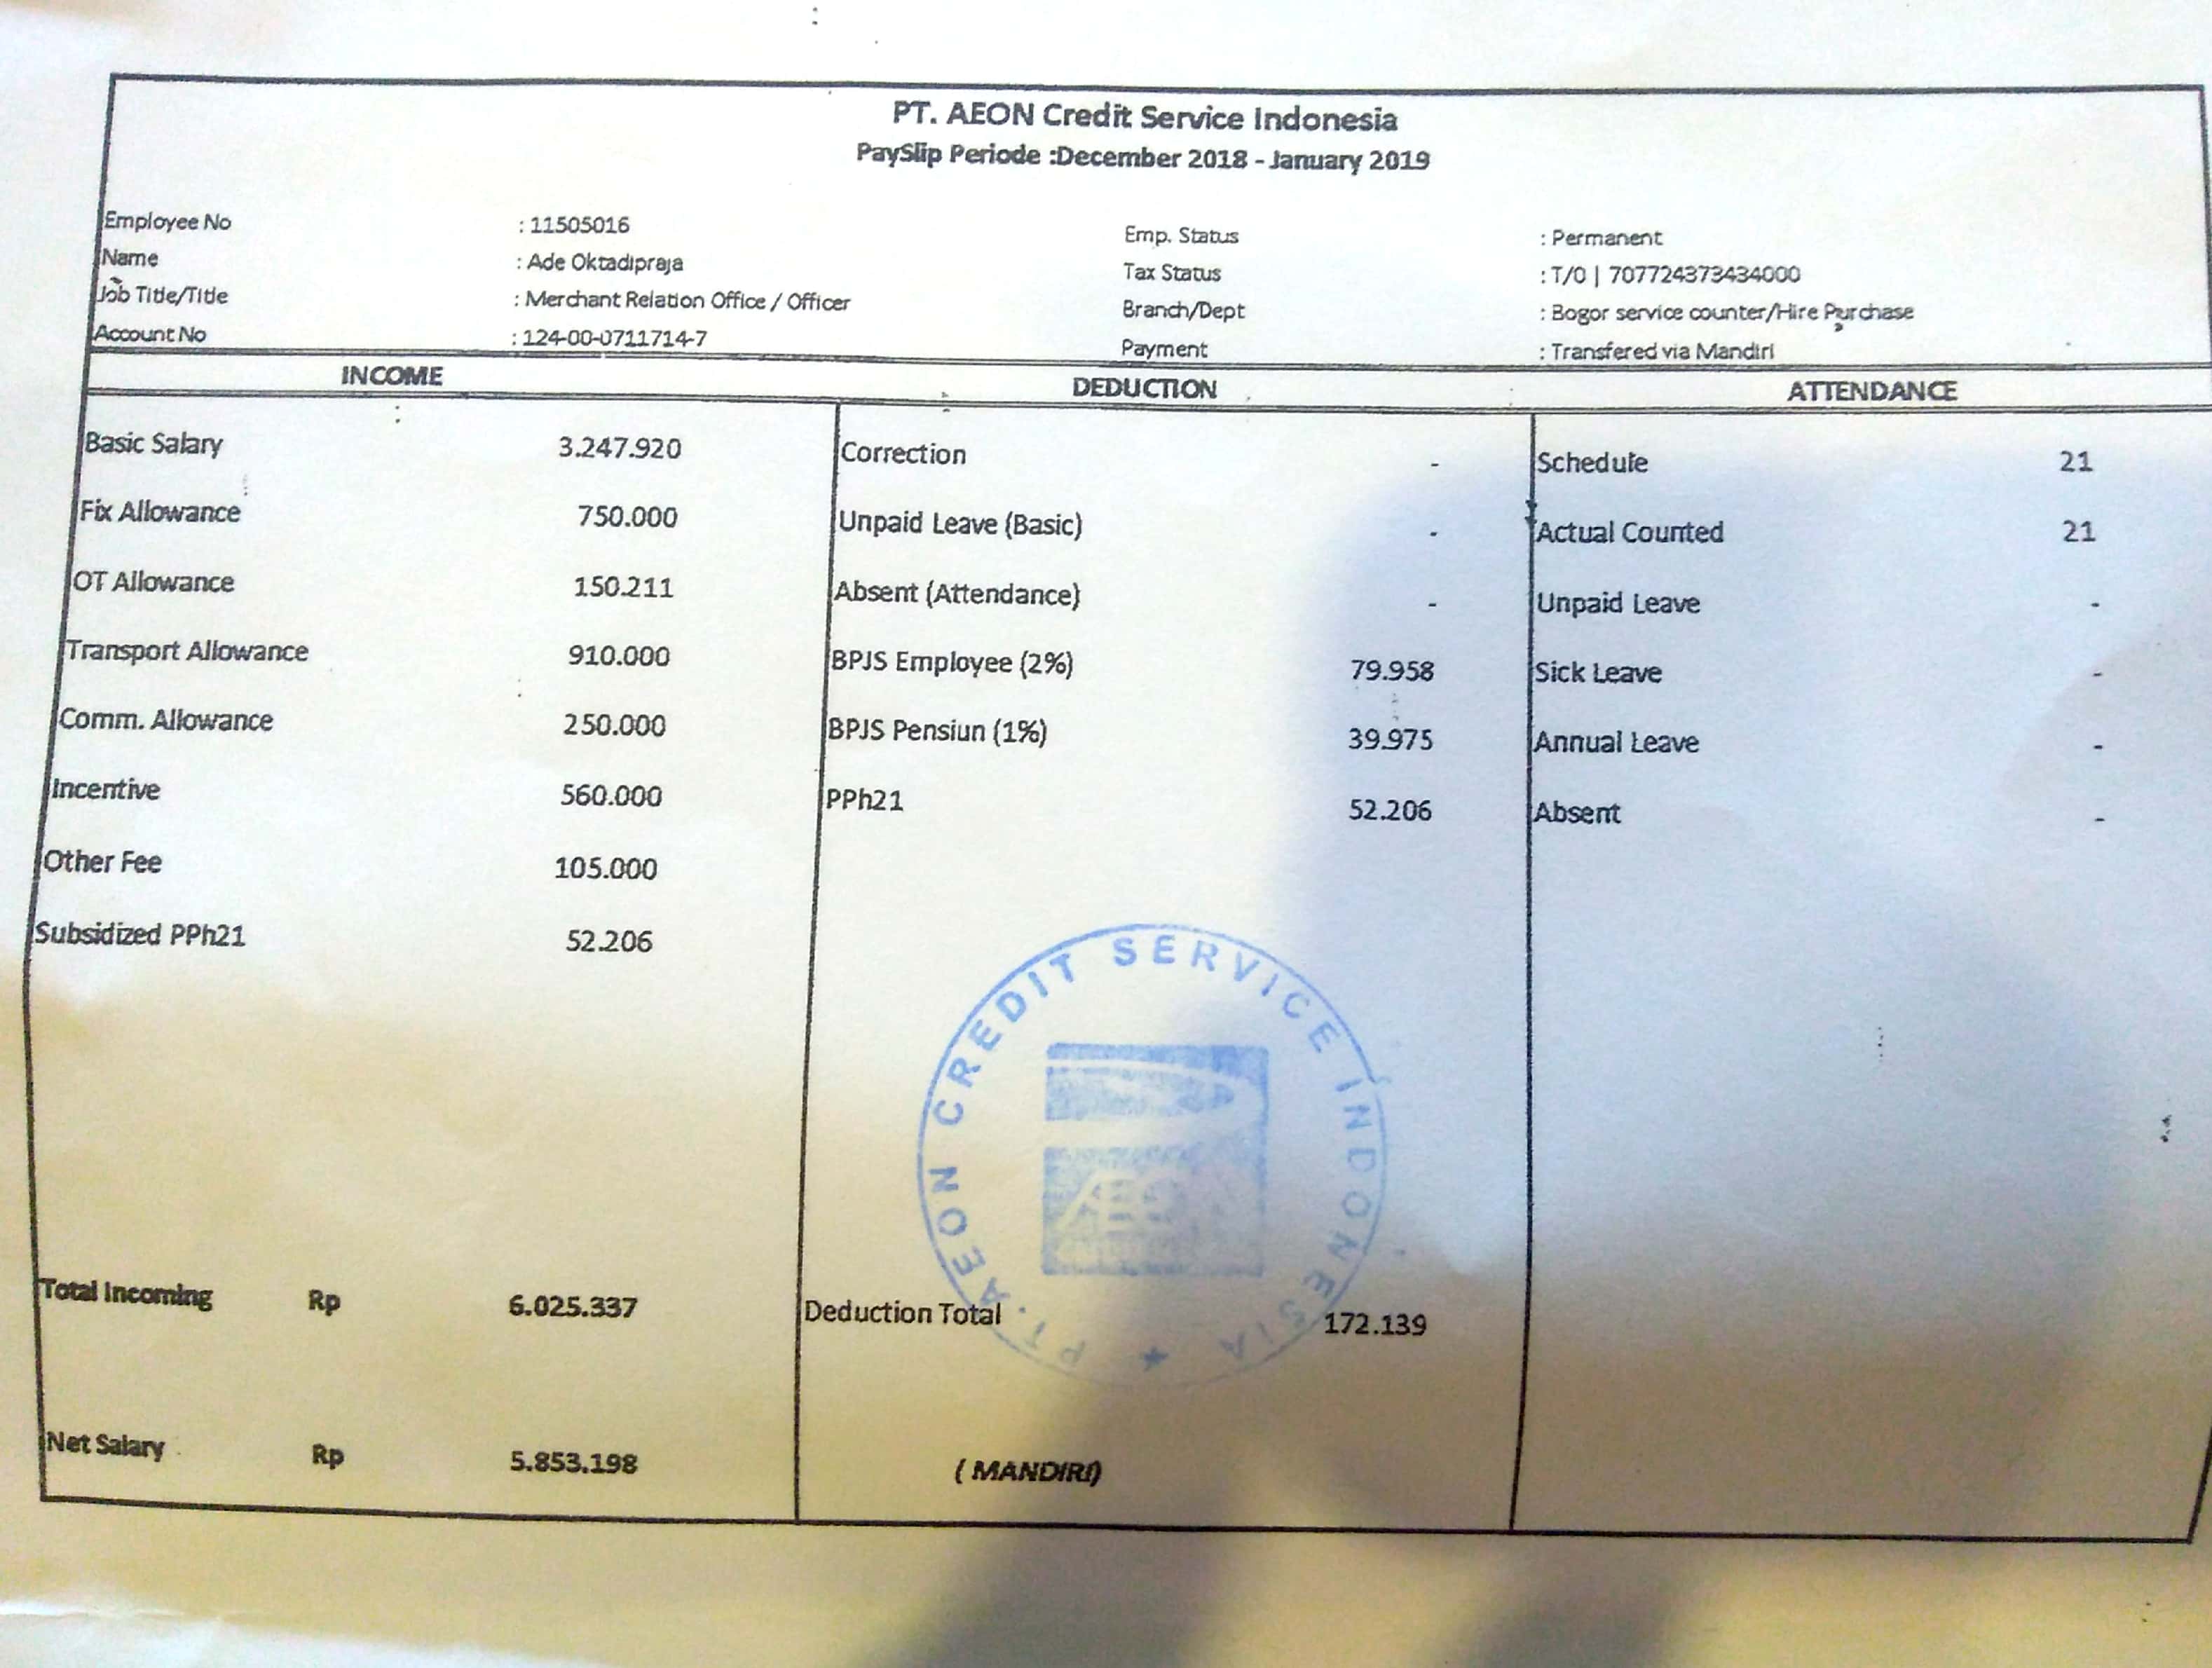 PT. AEON Credit Service Indonesia
PaySlip Periode :December 2018 - January 2019
Employee No : 11505016 Emp. Status : Permanent
Name : Ade Oktadipraja Tax Status : T/0 | 707724373434000
Job Title/Title : Merchant Relation Office / Officer Branch/Dept : Bogor service counter/Hire Purchase
Account No : 124-00-0711714-7 Payment : Transfered via Mandiri
INCOME DEDUCTION ATTENDANCE
Basic Salary 3.247.920 Correction - Schedule 21
Fix Allowance 750.000 Unpaid Leave (Basic) - Actual Counted 21
OT Allowance 150.211 Absent (Attendance) - Unpaid Leave -
Transport Allowance 910.000 BPJS Employee (2%) 79.958 Sick Leave -
Comm. Allowance 250.000 BPJS Pensiun (1%) 39.975 Annual Leave -
Incentive 560.000 PPh21 52.206 Absent -
Other Fee 105.000
Subsidized PPh21 52.206
PT. AEON CREDIT SERVICE INDONESIA ★
Total Incoming Rp 6.025.337 Deduction Total 172.139
Net Salary Rp 5.853.198 ( MANDIRI)